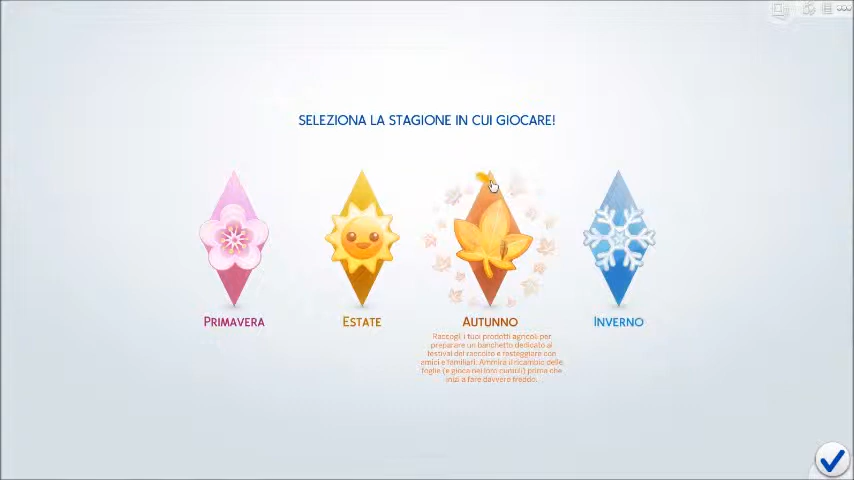 SELEZIONA LA STAGIONE IN CUI GIOCARE!
PRIMAVERA
ESTATE
AUTUNNO
INVERNO
Raccogli i tuoi prodotti agricoli per
preparare un banchetto dedicato al
festival del raccolto e festeggiare con
amici e familiari. Ammira il ricambio delle
foglie (e gioca nei loro cumuli) prima che
inizi a fare davvero freddo.